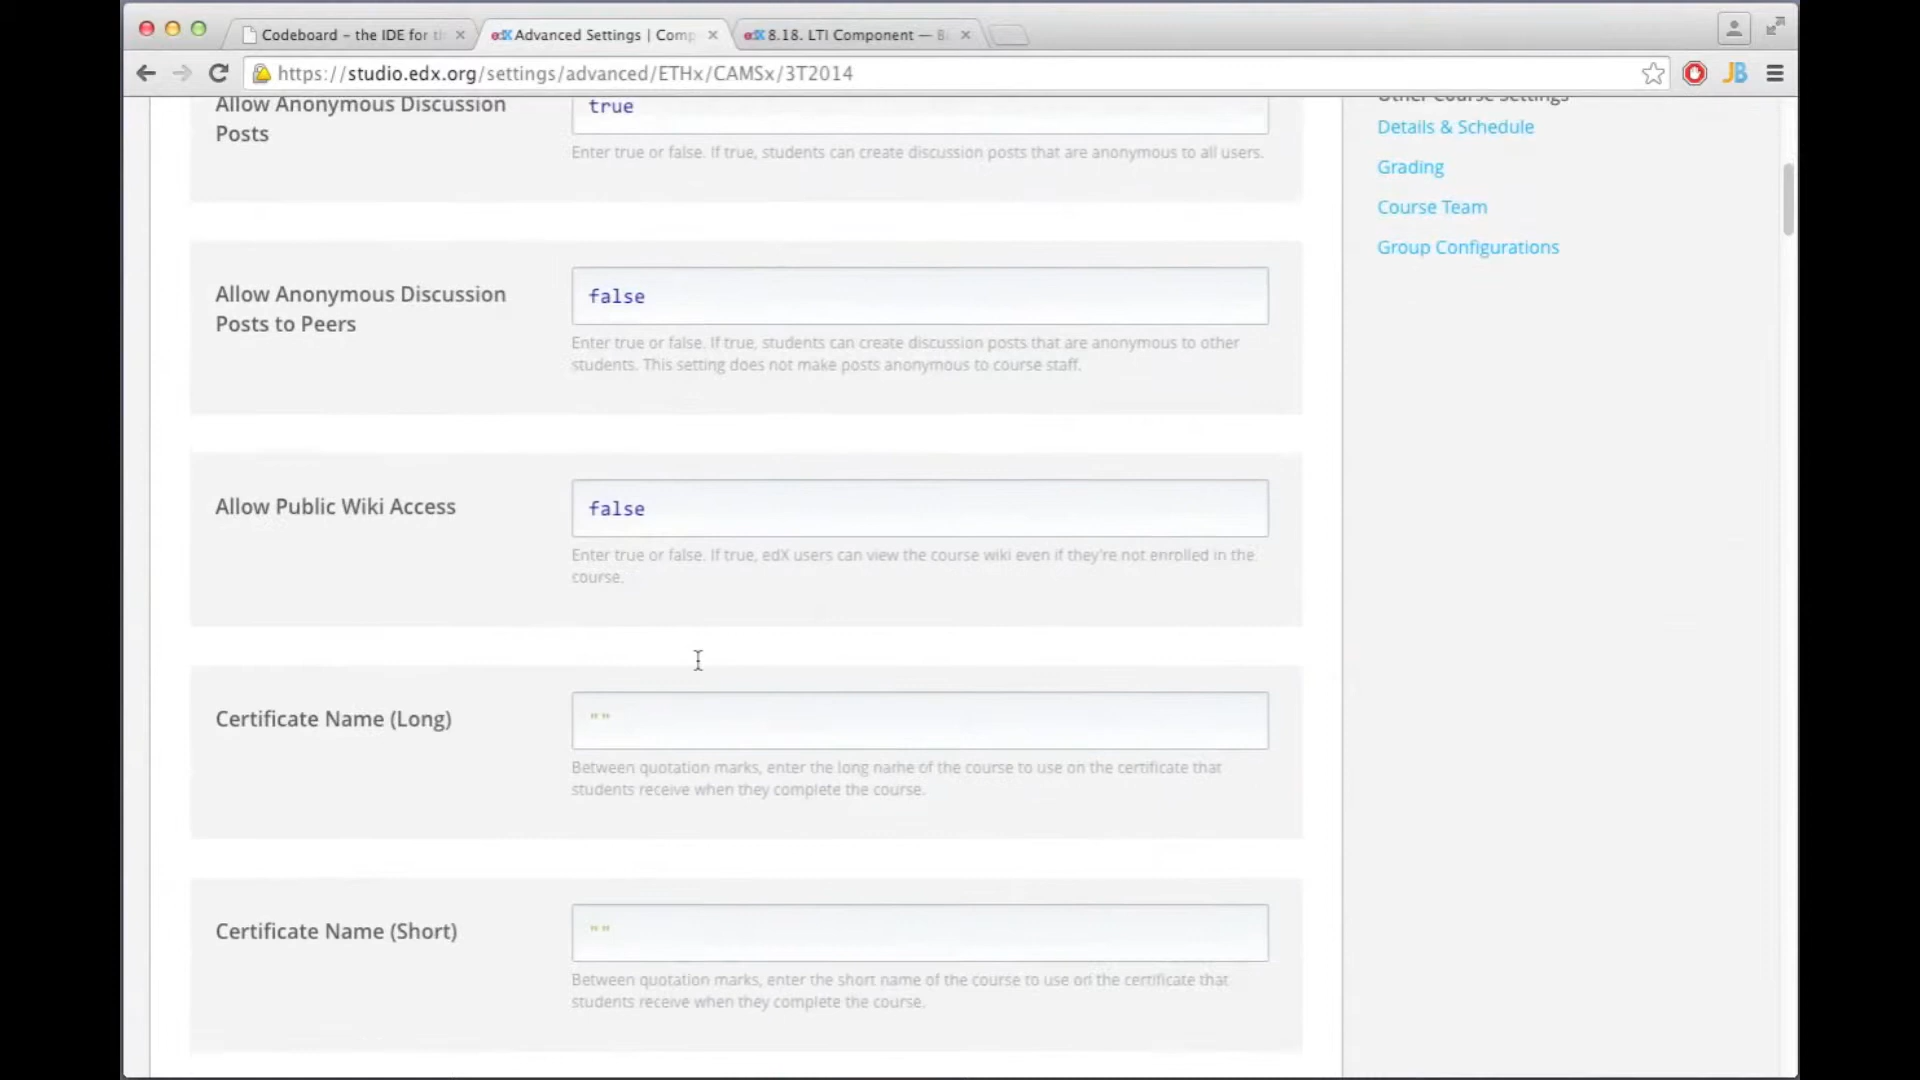 Codeboard – the IDE for th
edX Advanced Settings | Comp
edX 8.18. LTI Component — Bu
https://studio.edx.org/settings/advanced/ETHx/CAMSx/3T2014
JB
Allow Anonymous Discussion
Posts
true
Enter true or false. If true, students can create discussion posts that are anonymous to all users.
Other Course Settings
Details & Schedule
Grading
Course Team
Group Configurations
Allow Anonymous Discussion
Posts to Peers
false
Enter true or false. If true, students can create discussion posts that are anonymous to other
students. This setting does not make posts anonymous to course staff.
Allow Public Wiki Access
false
Enter true or false. If true, edX users can view the course wiki even if they're not enrolled in the
course.
Certificate Name (Long)
""
Between quotation marks, enter the long name of the course to use on the certificate that
students receive when they complete the course.
Certificate Name (Short)
""
Between quotation marks, enter the short name of the course to use on the certificate that
students receive when they complete the course.